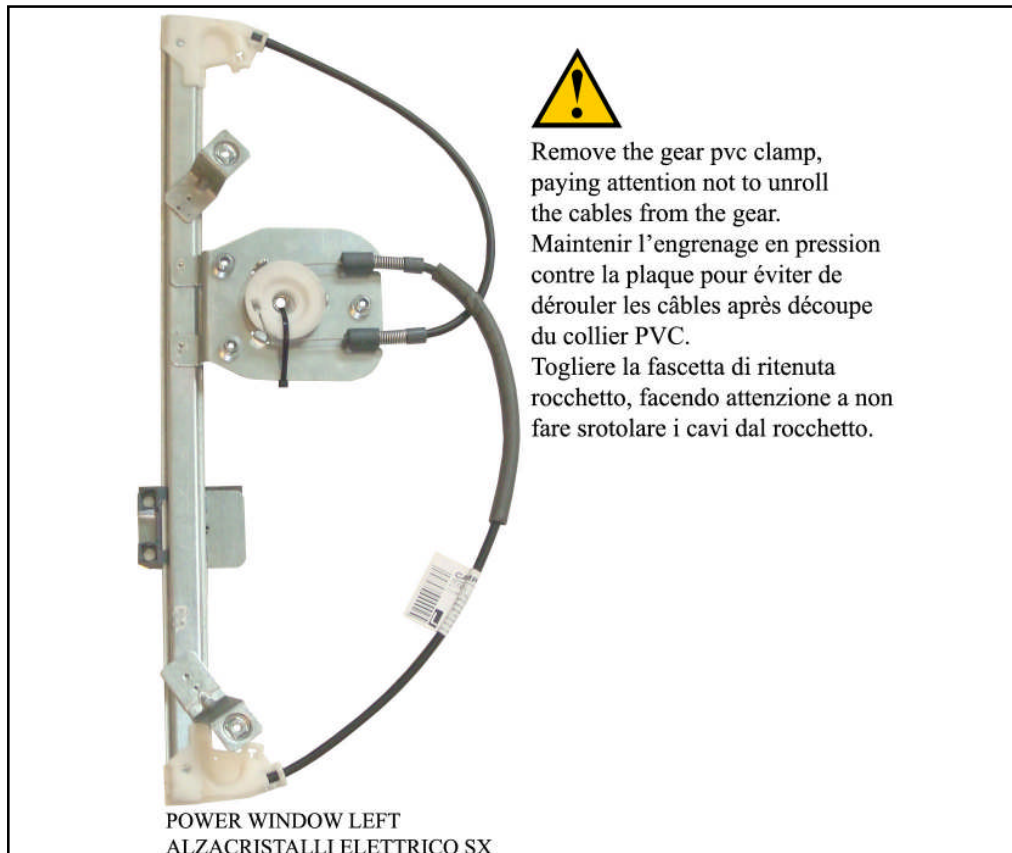 Remove the gear pvc clamp,
paying attention not to unroll
the cables from the gear.
Maintenir l’engrenage en pression
contre la plaque pour éviter de
dérouler les câbles après découpe
du collier PVC.
Togliere la fascetta di ritenuta
rocchetto, facendo attenzione a non
fare srotolare i cavi dal rocchetto.
POWER WINDOW LEFT
ALZACRISTALLI ELETTRICO SX